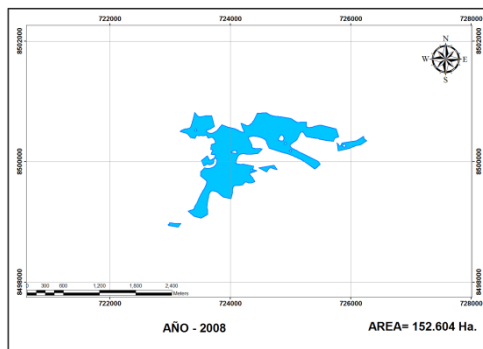 722000 724000 726000 728000
8502000 8502000
N
W E
S
8500000 8500000
8498000 8498000
0 300 600 1,200 1,800 2,400
Meters
722000 724000 726000 728000
AÑO - 2008 AREA= 152.604 Ha.